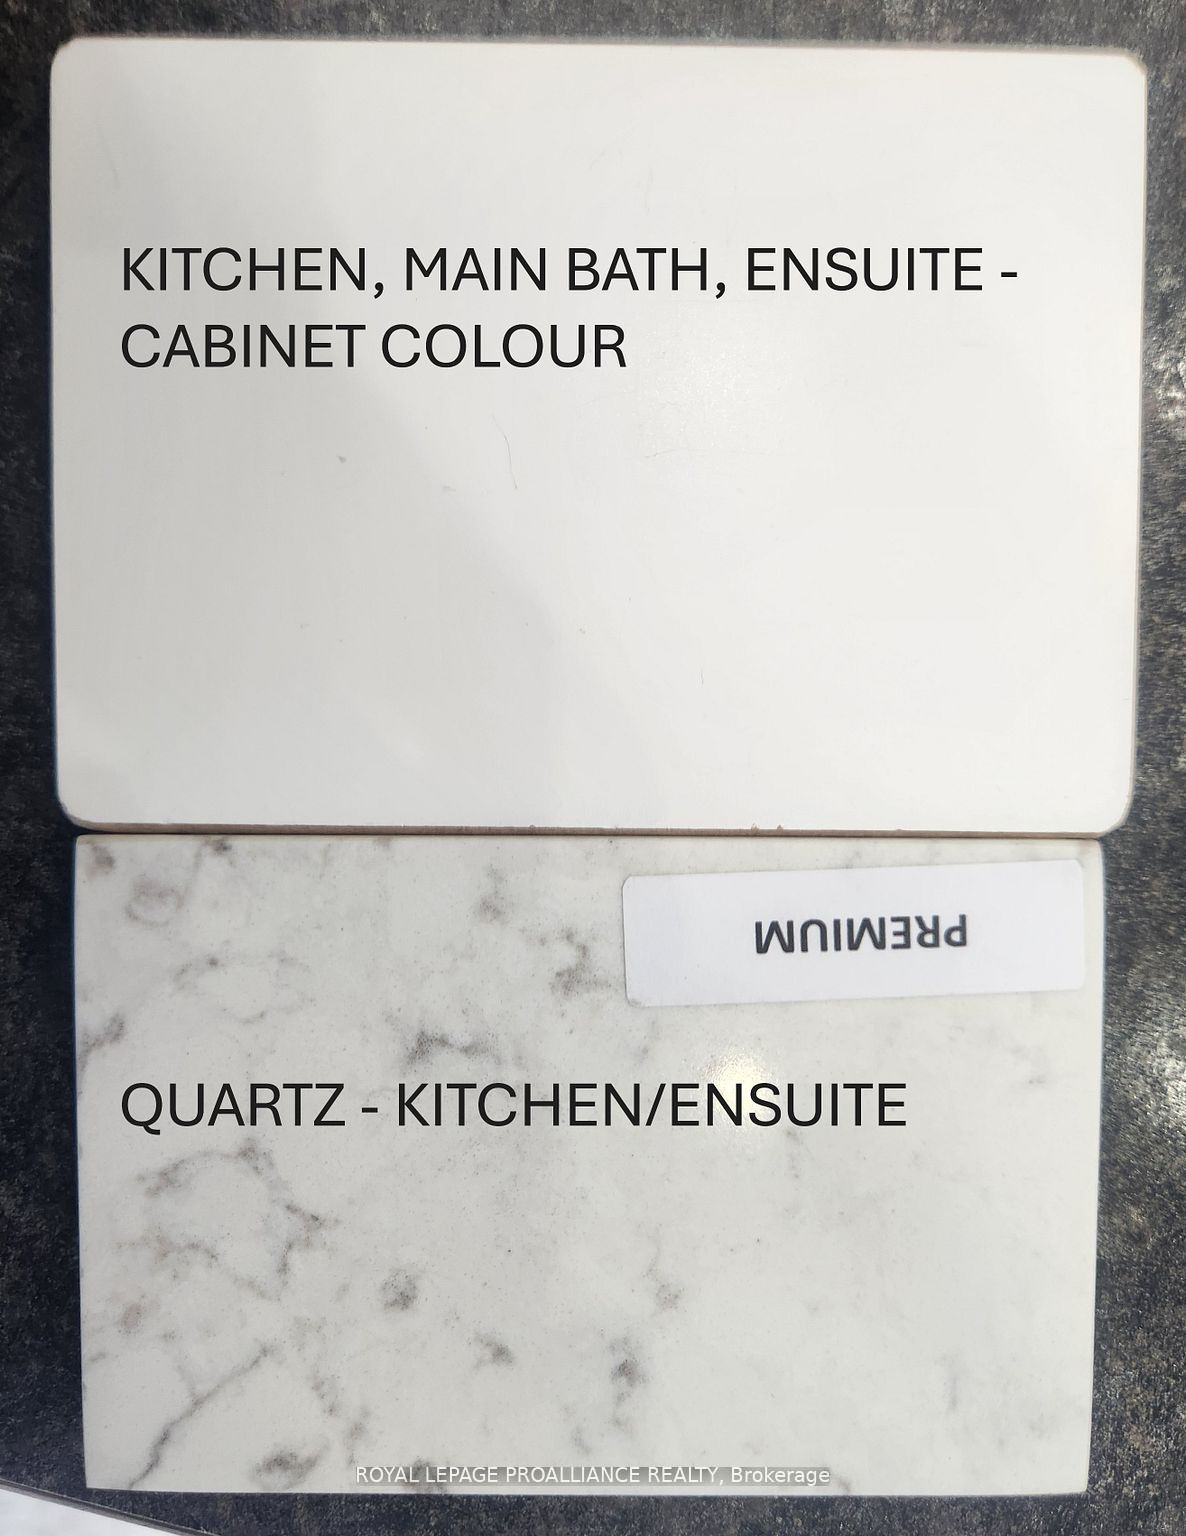 KITCHEN, MAIN BATH, ENSUITE -
CABINET COLOUR
PREMIUM
QUARTZ - KITCHEN/ENSUITE
ROYAL LEPAGE PROALLIANCE REALTY, Brokerage